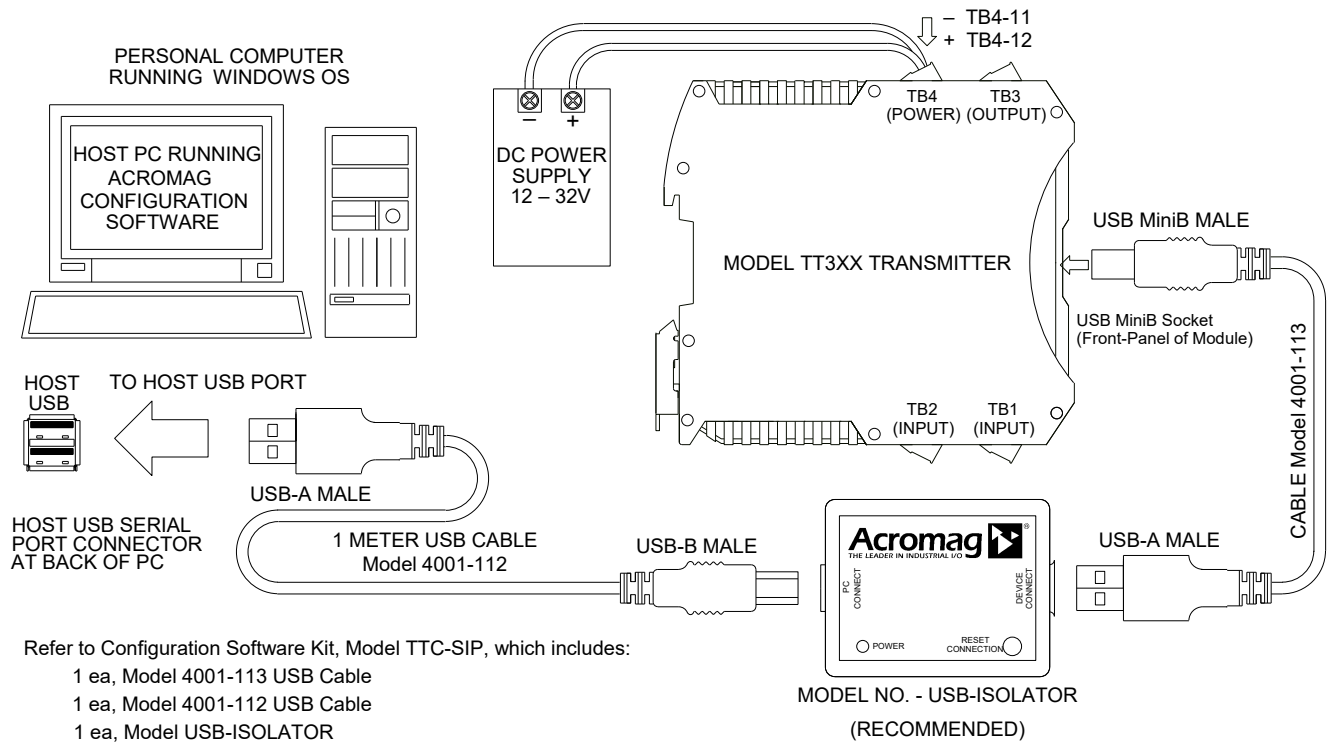 – TB4-11
+ TB4-12
PERSONAL COMPUTER
RUNNING WINDOWS OS
HOST PC RUNNING
ACROMAG
CONFIGURATION
SOFTWARE
–
+
DC POWER
SUPPLY
12 – 32V
TB4
(POWER)
TB3
(OUTPUT)
MODEL TT3XX TRANSMITTER
USB MiniB MALE
USB MiniB Socket
(Front-Panel of Module)
TB2
(INPUT)
TB1
(INPUT)
CABLE Model 4001-113
HOST
USB
TO HOST USB PORT
USB-A MALE
HOST USB SERIAL
PORT CONNECTOR
AT BACK OF PC
1 METER USB CABLE
Model 4001-112
USB-B MALE
Acromag ®
THE LEADER IN INDUSTRIAL I/O
PC
CONNECT
DEVICE
CONNECT
POWER
RESET
CONNECTION
USB-A MALE
MODEL NO. - USB-ISOLATOR
(RECOMMENDED)
Refer to Configuration Software Kit, Model TTC-SIP, which includes:
1 ea, Model 4001-113 USB Cable
1 ea, Model 4001-112 USB Cable
1 ea, Model USB-ISOLATOR